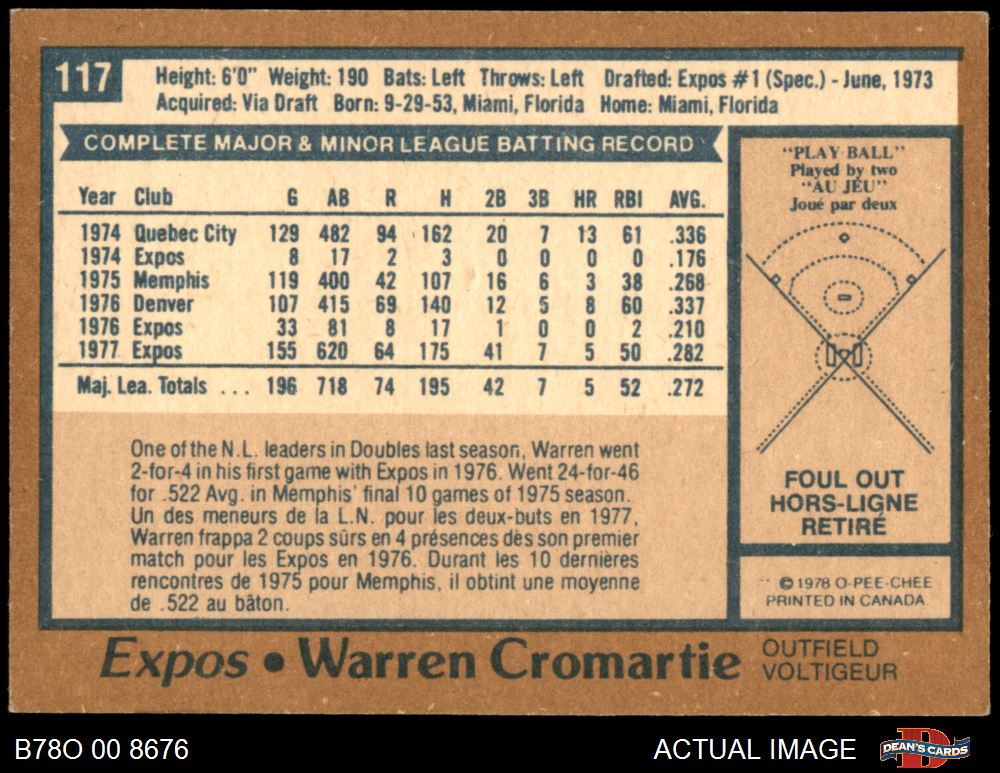 117
Height: 6'0" Weight: 190 Bats: Left Throws: Left Drafted: Expos #1 (Spec.) - June, 1973
Acquired: Via Draft Born: 9-29-53, Miami, Florida Home: Miami, Florida
COMPLETE MAJOR & MINOR LEAGUE BATTING RECORD
Year Club G AB R H 2B 3B HR RBI AVG.
1974 Quebec City 129 482 94 162 20 7 13 61 .336
1974 Expos 8 17 2 3 0 0 0 0 .176
1975 Memphis 119 400 42 107 16 6 3 38 .268
1976 Denver 107 415 69 140 12 5 8 60 .337
1976 Expos 33 81 8 17 1 0 0 2 .210
1977 Expos 155 620 64 175 41 7 5 50 .282
Maj. Lea. Totals ... 196 718 74 195 42 7 5 52 .272
One of the N.L. leaders in Doubles last season, Warren went
2-for-4 in his first game with Expos in 1976. Went 24-for-46
for .522 Avg. in Memphis' final 10 games of 1975 season.
Un des meneurs de la L.N. pour les deux-buts en 1977,
Warren frappa 2 coups sûrs en 4 présences dès son premier
match pour les Expos en 1976. Durant les 10 dernières
rencontres de 1975 pour Memphis, il obtint une moyenne
de .522 au bâton.
"PLAY BALL"
Played by two
"AU JEU"
Joué par deux
FOUL OUT
HORS-LIGNE
RETIRÉ
© 1978 O-PEE-CHEE
PRINTED IN CANADA
Expos • Warren Cromartie
OUTFIELD
VOLTIGEUR
B78O 00 8676
ACTUAL IMAGE
DEAN'S CARDS